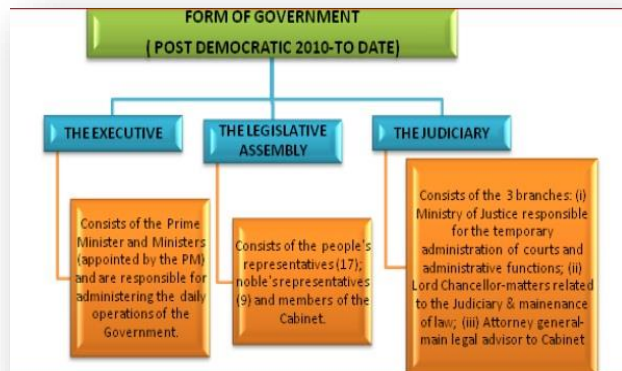 FORM OF GOVERNMENT
( POST DEMOCRATIC 2010-TO DATE)
THE EXECUTIVE
THE LEGISLATIVE
ASSEMBLY
THE JUDICIARY
Consists of the Prime
Minister and Ministers
(appointed by the PM)
and are responsible for
administering the daily
operations of the
Government.
Consists of the people's
representatives (17);
noble's representatives
(9) and members of the
Cabinet.
Consists of the 3 branches: (i)
Ministry of Justice responsible
for the temporary
administration of courts and
administrative functions; (ii)
Lord Chancellor-matters related
to the Judiciary & mainenance
of law; (iii) Attorney general-
main legal advisor to Cabinet